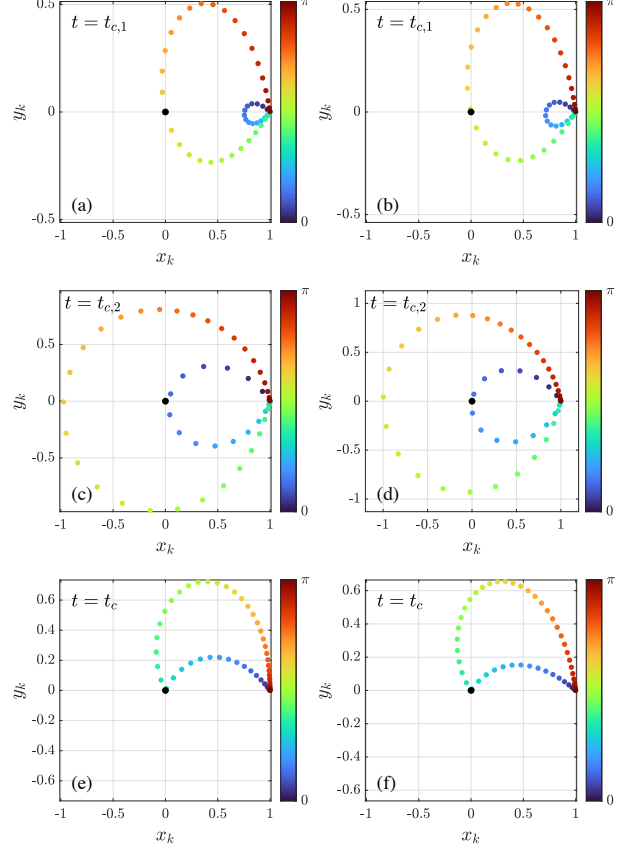 0.5
0
-0.5
y_k
t = t_{c,1}
(a)
-1
-0.5
0
0.5
1
x_k
π
0
0.5
0
-0.5
y_k
t = t_{c,1}
(b)
-1
-0.5
0
0.5
1
x_k
π
0
0.5
0
-0.5
y_k
t = t_{c,2}
(c)
-1
-0.5
0
0.5
1
x_k
π
0
1
0.5
0
-0.5
-1
y_k
t = t_{c,2}
(d)
-1
-0.5
0
0.5
1
x_k
π
0
0.6
0.4
0.2
0
-0.2
-0.4
-0.6
y_k
t = t_c
(e)
-1
-0.5
0
0.5
1
x_k
π
0
0.6
0.4
0.2
0
-0.2
-0.4
-0.6
y_k
t = t_c
(f)
-1
-0.5
0
0.5
1
x_k
π
0